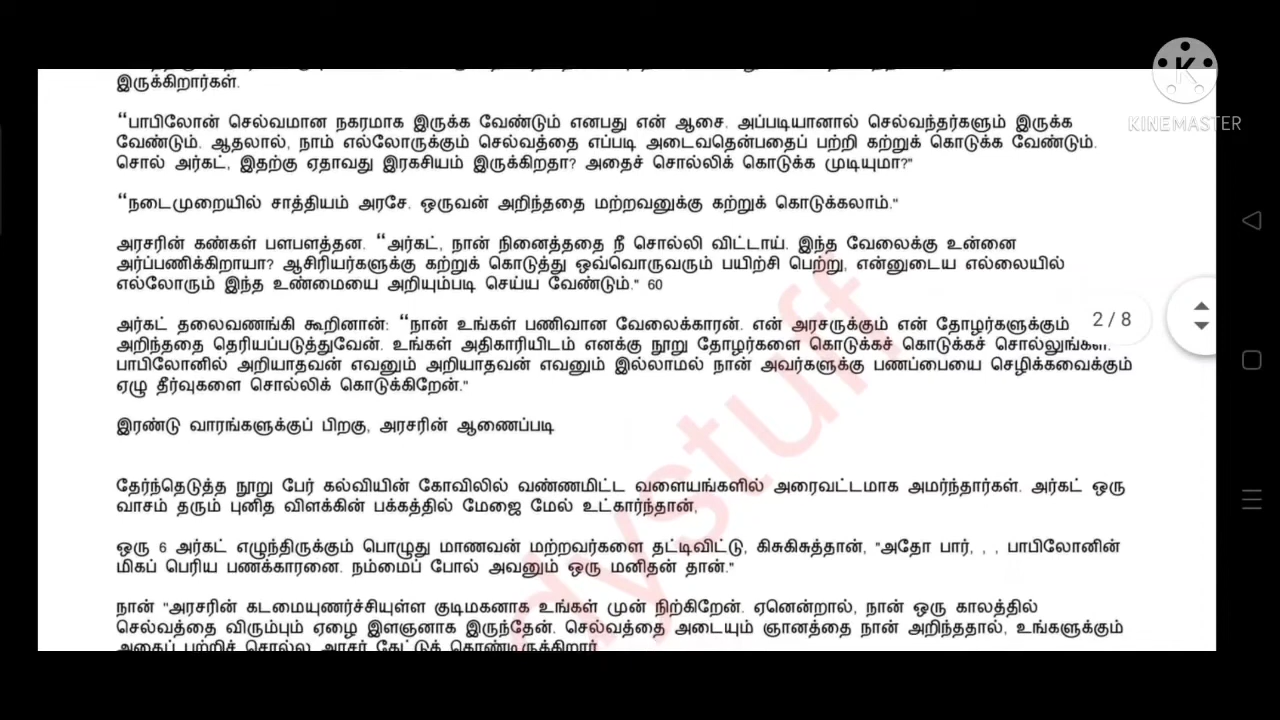 இருக்கிறார்கள்.
“பாபிலோன் செல்வமான நகரமாக இருக்க வேண்டும் எனபது என் ஆசை. அப்படியானால் செல்வந்தர்களும் இருக்க
வேண்டும். ஆதலால், நாம் எல்லோருக்கும் செல்வத்தை எப்படி அடைவதென்பதைப் பற்றி கற்றுக் கொடுக்க வேண்டும்.
சொல் அர்கட், இதற்கு ஏதாவது இரகசியம் இருக்கிறதா? அதைச் சொல்லிக் கொடுக்க முடியுமா?"
“நடைமுறையில் சாத்தியம் அரசே. ஒருவன் அறிந்ததை மற்றவனுக்கு கற்றுக் கொடுக்கலாம்."
அரசரின் கண்கள் பளபளத்தன. “அர்கட், நான் நினைத்ததை நீ சொல்லி விட்டாய். இந்த வேலைக்கு உன்னை
அர்ப்பணிக்கிறாயா? ஆசிரியர்களுக்கு கற்றுக் கொடுத்து ஒவ்வொருவரும் பயிற்சி பெற்று, என்னுடைய எல்லையில்
எல்லோரும் இந்த உண்மையை அறியும்படி செய்ய வேண்டும்." 60
அர்கட் தலைவணங்கி கூறினான்: “நான் உங்கள் பணிவான வேலைக்காரன். என் அரசருக்கும் என் தோழர்களுக்கும்
அறிந்ததை தெரியப்படுத்துவேன். உங்கள் அதிகாரியிடம் எனக்கு நூறு தோழர்களை கொடுக்கச் கொடுக்கச் சொல்லுங்கள்.
பாபிலோனில் அறியாதவன் எவனும் அறியாதவன் எவனும் இல்லாமல் நான் அவர்களுக்கு பணப்பையை செழிக்கவைக்கும்
ஏழு தீர்வுகளை சொல்லிக் கொடுக்கிறேன்."
இரண்டு வாரங்களுக்குப் பிறகு, அரசரின் ஆணைப்படி
தேர்ந்தெடுத்த நூறு பேர் கல்வியின் கோவிலில் வண்ணமிட்ட வளையங்களில் அரைவட்டமாக அமர்ந்தார்கள். அர்கட் ஒரு
வாசம் தரும் புனித விளக்கின் பக்கத்தில் மேஜை மேல் உட்கார்ந்தான்,
ஒரு 6 அர்கட் எழுந்திருக்கும் பொழுது மாணவன் மற்றவர்களை தட்டிவிட்டு, கிசுகிசுத்தான், "அதோ பார், , , பாபிலோனின்
மிகப் பெரிய பணக்காரனை. நம்மைப் போல் அவனும் ஒரு மனிதன் தான்."
நான் "அரசரின் கடமையுணர்ச்சியுள்ள குடிமகனாக உங்கள் முன் நிற்கிறேன். ஏனென்றால், நான் ஒரு காலத்தில்
செல்வத்தை விரும்பும் ஏழை இளஞனாக இருந்தேன். செல்வத்தை அடையும் ஞானத்தை நான் அறிந்ததால், உங்களுக்கும்
அதைப் பற்றிச் சொல்ல அரசர் கேட்டுக் கொண்டிருக்கிறார்
2 / 8
K
KINEMASTER
dystuff